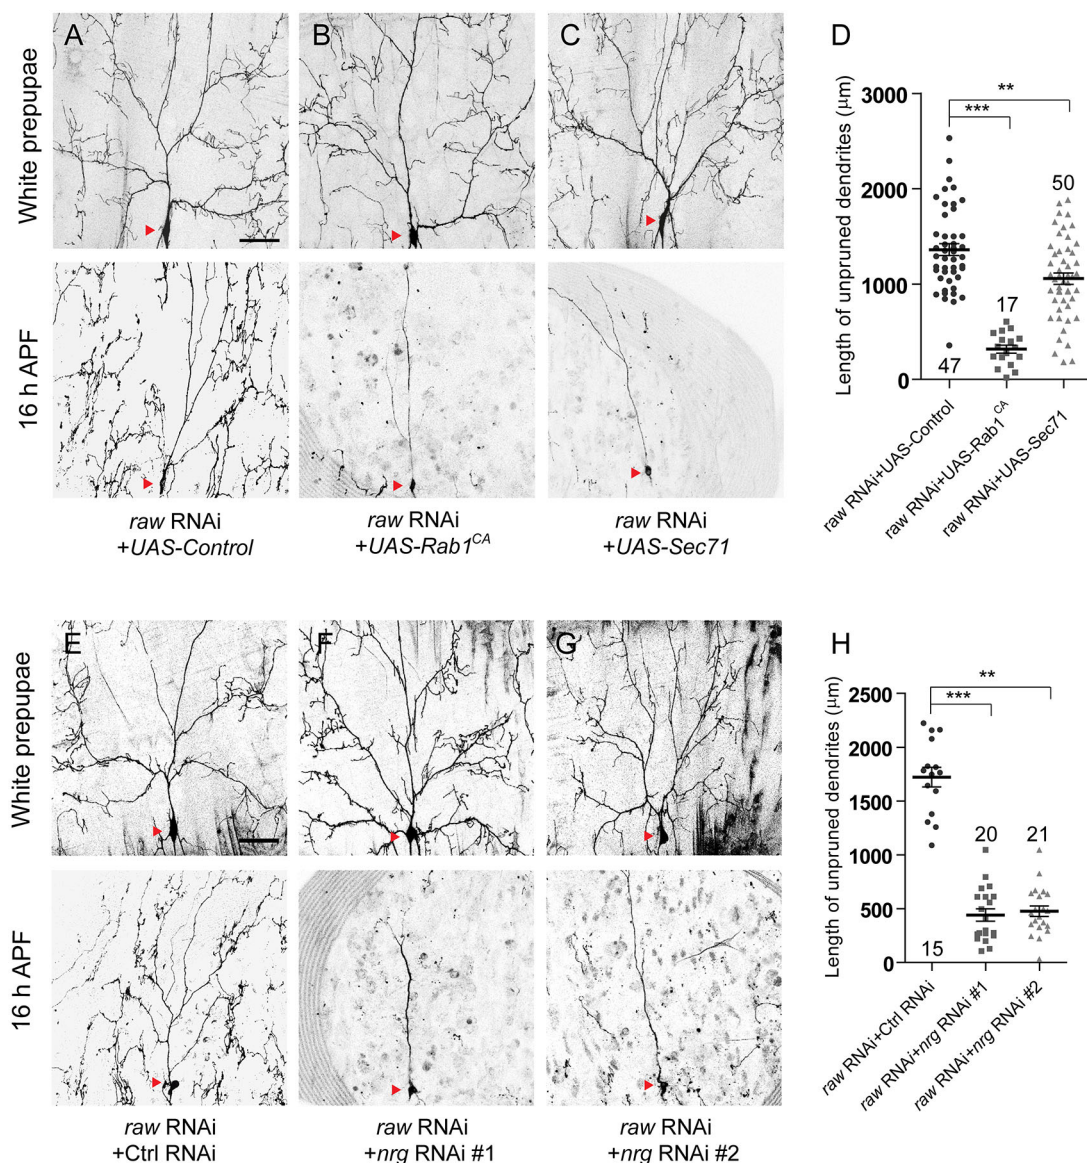 A
B
C
D
White prepupae
16 h APF
raw RNAi
+UAS-Control
raw RNAi
+UAS-Rab1CA
raw RNAi
+UAS-Sec71
Length of unpruned dendrites (µm)
3000
2000
1000
0
**
***
47
17
50
raw RNAi+UAS-Control
raw RNAi+UAS-Rab1CA
raw RNAi+UAS-Sec71
E
F
G
H
White prepupae
16 h APF
raw RNAi
+Ctrl RNAi
raw RNAi
+nrg RNAi #1
raw RNAi
+nrg RNAi #2
Length of unpruned dendrites (µm)
2500
2000
1500
1000
500
0
**
***
15
20
21
raw RNAi+Ctrl RNAi
raw RNAi+nrg RNAi #1
raw RNAi+nrg RNAi #2